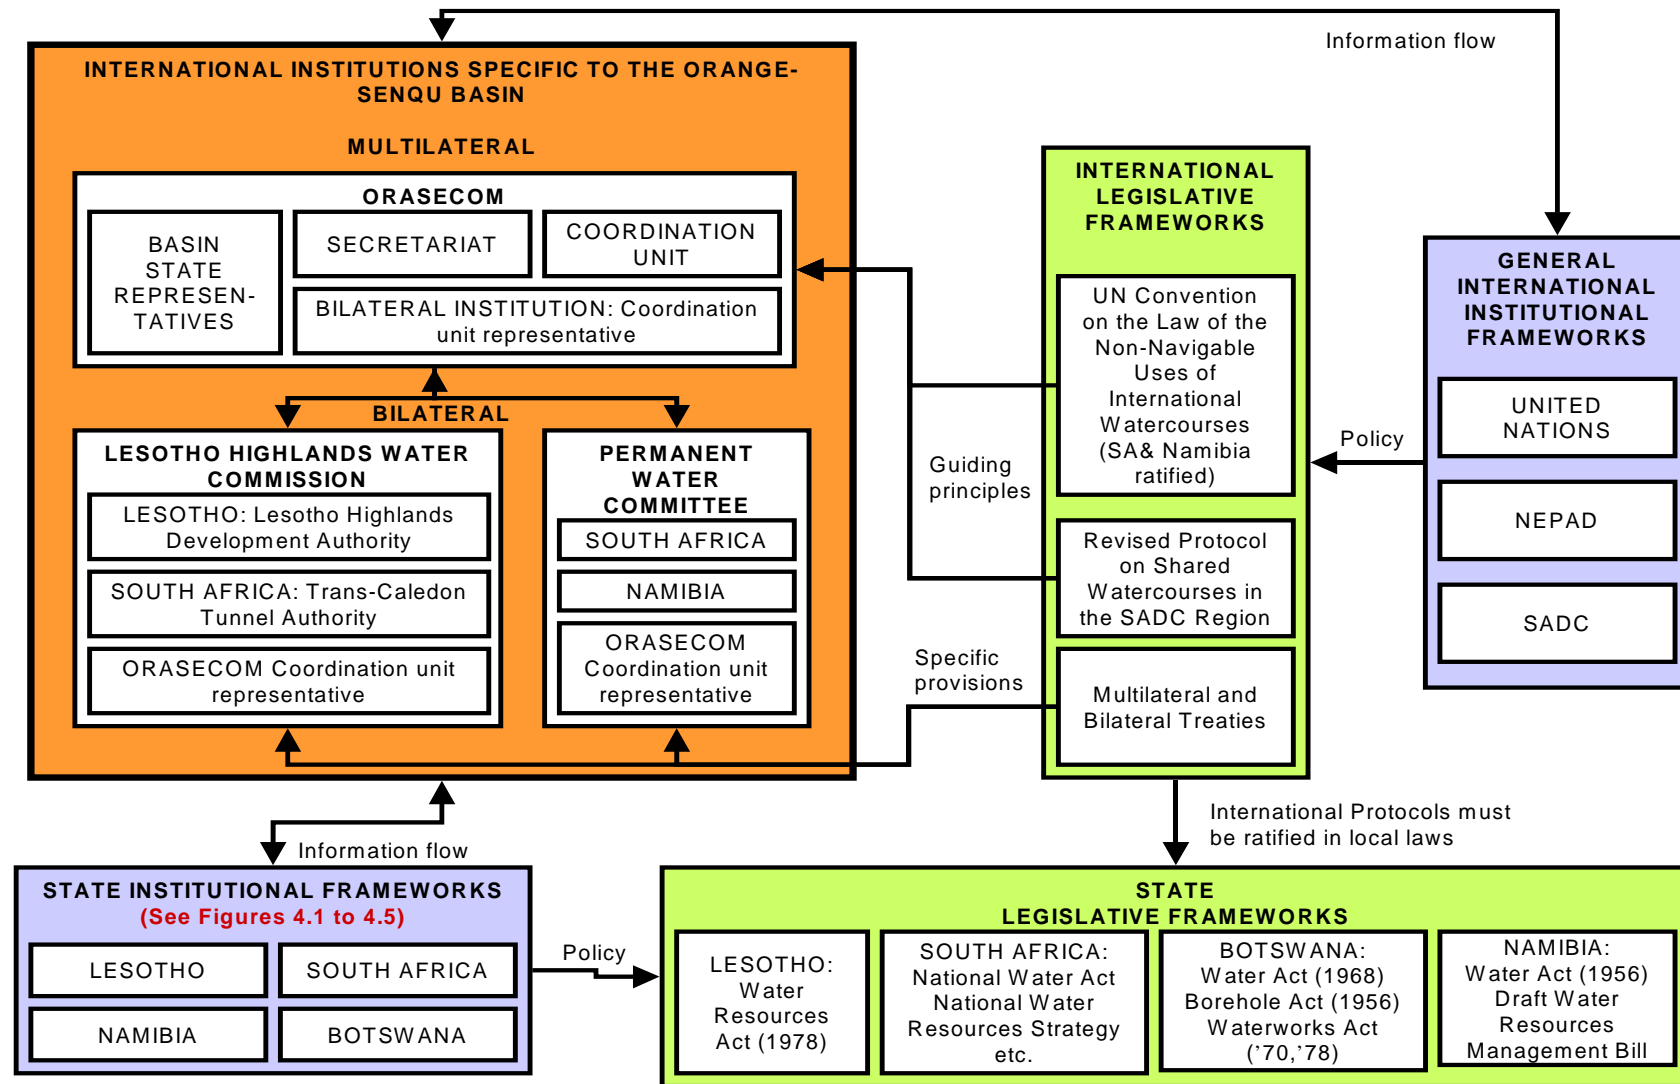 Information flow
INTERNATIONAL INSTITUTIONS SPECIFIC TO THE ORANGE-
SENQU BASIN
MULTILATERAL
ORASECOM
BASIN
STATE
REPRESEN-
TATIVES
SECRETARIAT
COORDINATION
UNIT
BILATERAL INSTITUTION: Coordination
unit representative
BILATERAL
LESOTHO HIGHLANDS WATER
COMMISSION
LESOTHO: Lesotho Highlands
Development Authority
SOUTH AFRICA: Trans-Caledon
Tunnel Authority
ORASECOM Coordination unit
representative
PERMANENT
WATER
COMMITTEE
SOUTH AFRICA
NAMIBIA
ORASECOM
Coordination unit
representative
Guiding
principles
Specific
provisions
INTERNATIONAL
LEGISLATIVE
FRAMEWORKS
UN Convention
on the Law of the
Non-Navigable
Uses of
International
Watercourses
(SA& Namibia
ratified)
Revised Protocol
on Shared
Watercourses in
the SADC Region
Multilateral and
Bilateral Treaties
Policy
GENERAL
INTERNATIONAL
INSTITUTIONAL
FRAMEWORKS
UNITED
NATIONS
NEPAD
SADC
International Protocols must
be ratified in local laws
Information flow
STATE INSTITUTIONAL FRAMEWORKS
(See Figures 4.1 to 4.5)
LESOTHO
SOUTH AFRICA
NAMIBIA
BOTSWANA
Policy
STATE
LEGISLATIVE FRAMEWORKS
LESOTHO:
Water
Resources
Act (1978)
SOUTH AFRICA:
National Water Act
National Water
Resources Strategy
etc.
BOTSWANA:
Water Act (1968)
Borehole Act (1956)
Waterworks Act
(’70,’78)
NAMIBIA:
Water Act (1956)
Draft Water
Resources
Management Bill